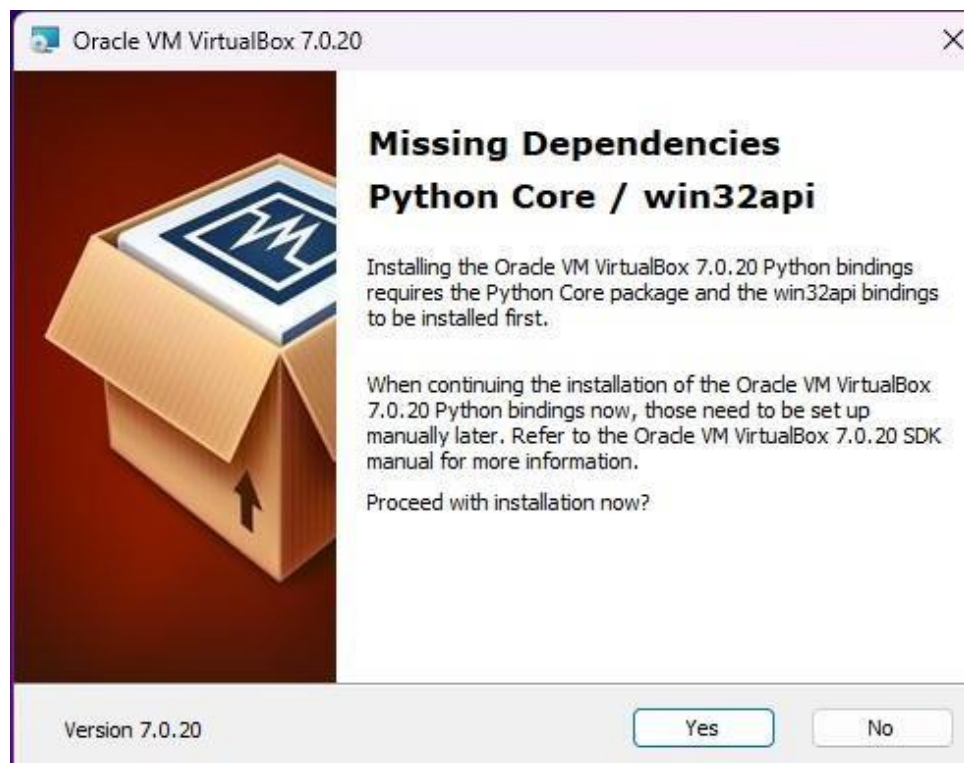 Oracle VM VirtualBox 7.0.20
Missing Dependencies
Python Core / win32api
Installing the Oracle VM VirtualBox 7.0.20 Python bindings
requires the Python Core package and the win32api bindings
to be installed first.
When continuing the installation of the Oracle VM VirtualBox
7.0.20 Python bindings now, those need to be set up
manually later. Refer to the Oracle VM VirtualBox 7.0.20 SDK
manual for more information.
Proceed with installation now?
Version 7.0.20
Yes
No